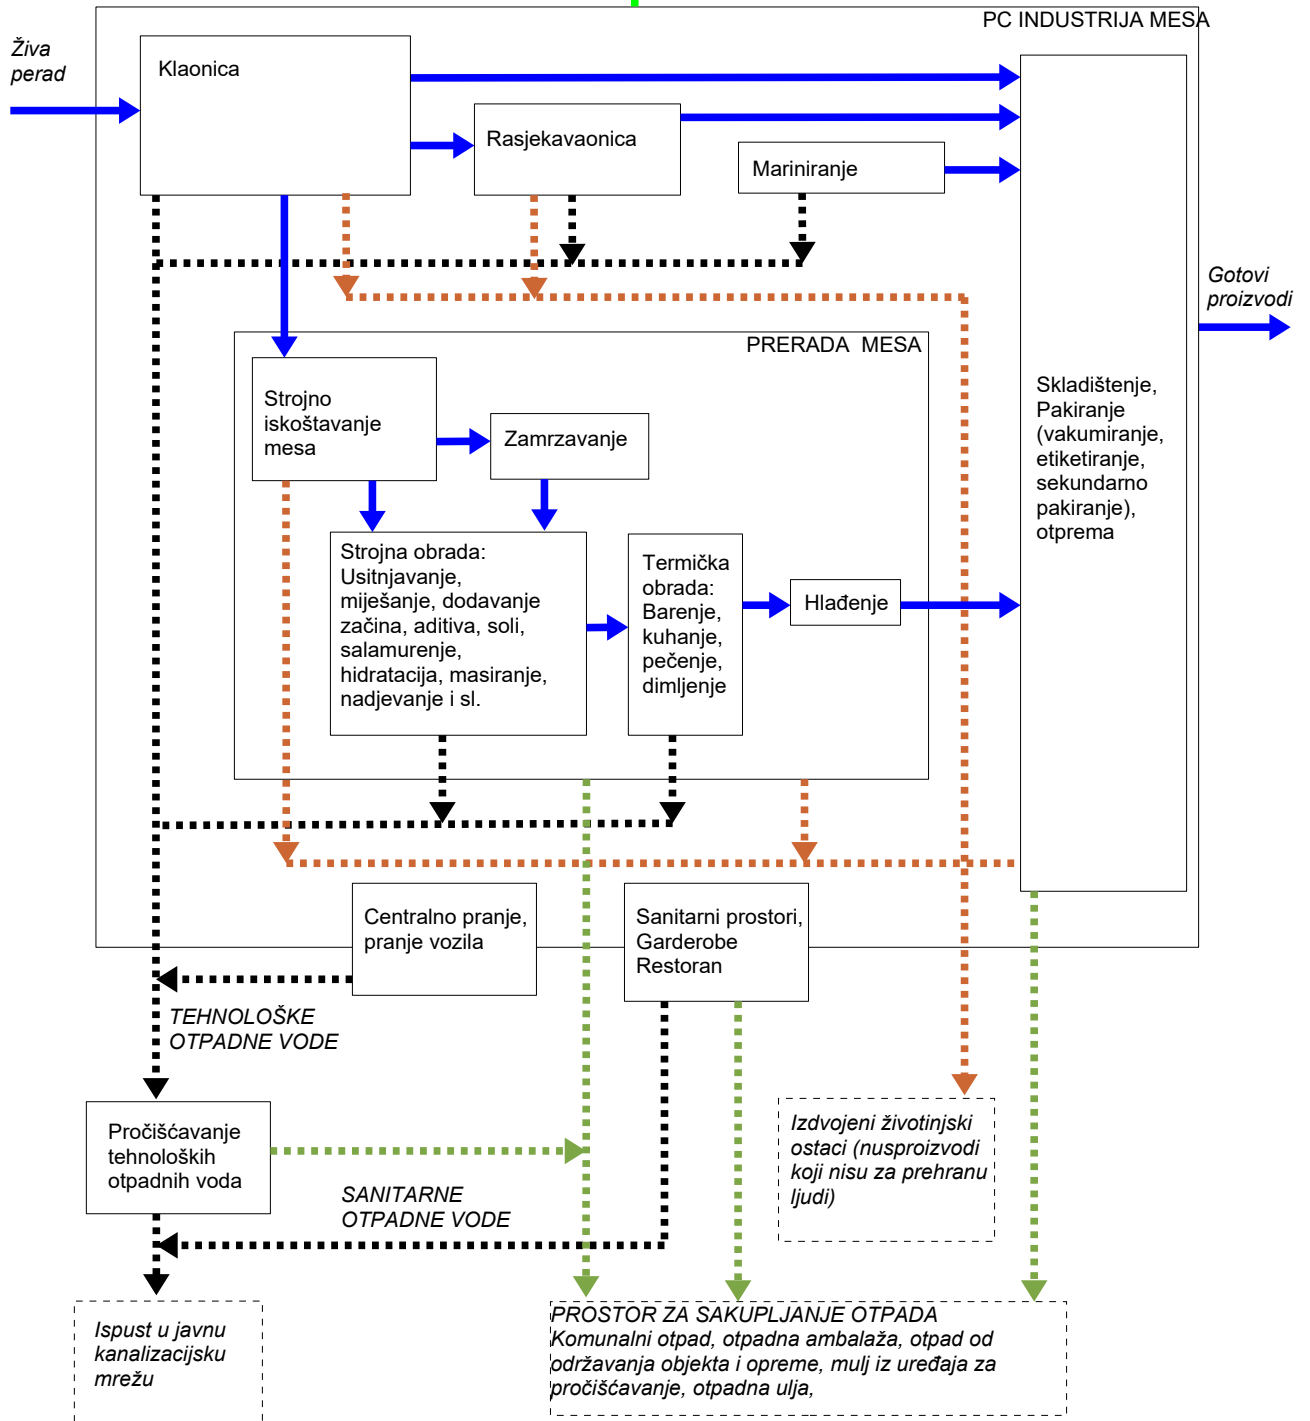 PC INDUSTRIJA MESA
Živa
perad
Klaonica
Rasjekavaonica
Mariniranje
Gotovi
proizvodi
PRERADA MESA
Strojno
iskoštavanje
mesa
Zamrzavanje
Skladištenje,
Pakiranje
(vakumiranje,
etiketiranje,
sekundarno
pakiranje),
otprema
Strojna obrada:
Usitnjavanje,
miješanje, dodavanje
začina, aditiva, soli,
salamurenje,
hidratacija, masiranje,
nadjevanje i sl.
Termička
obrada:
Barenje,
kuhanje,
pečenje,
dimljenje
Hlađenje
Centralno pranje,
pranje vozila
Sanitarni prostori,
Garderobe
Restoran
TEHNOLOŠKE
OTPADNE VODE
Pročišćavanje
tehnoloških
otpadnih voda
Izdvojeni životinjski
ostaci (nusproizvodi
koji nisu za prehranu
ljudi)
SANITARNE
OTPADNE VODE
Ispust u javnu
kanalizacijsku
mrežu
PROSTOR ZA SAKUPLJANJE OTPADA
Komunalni otpad, otpadna ambalaža, otpad od
održavanja objekta i opreme, mulj iz uređaja za
pročišćavanje, otpadna ulja,